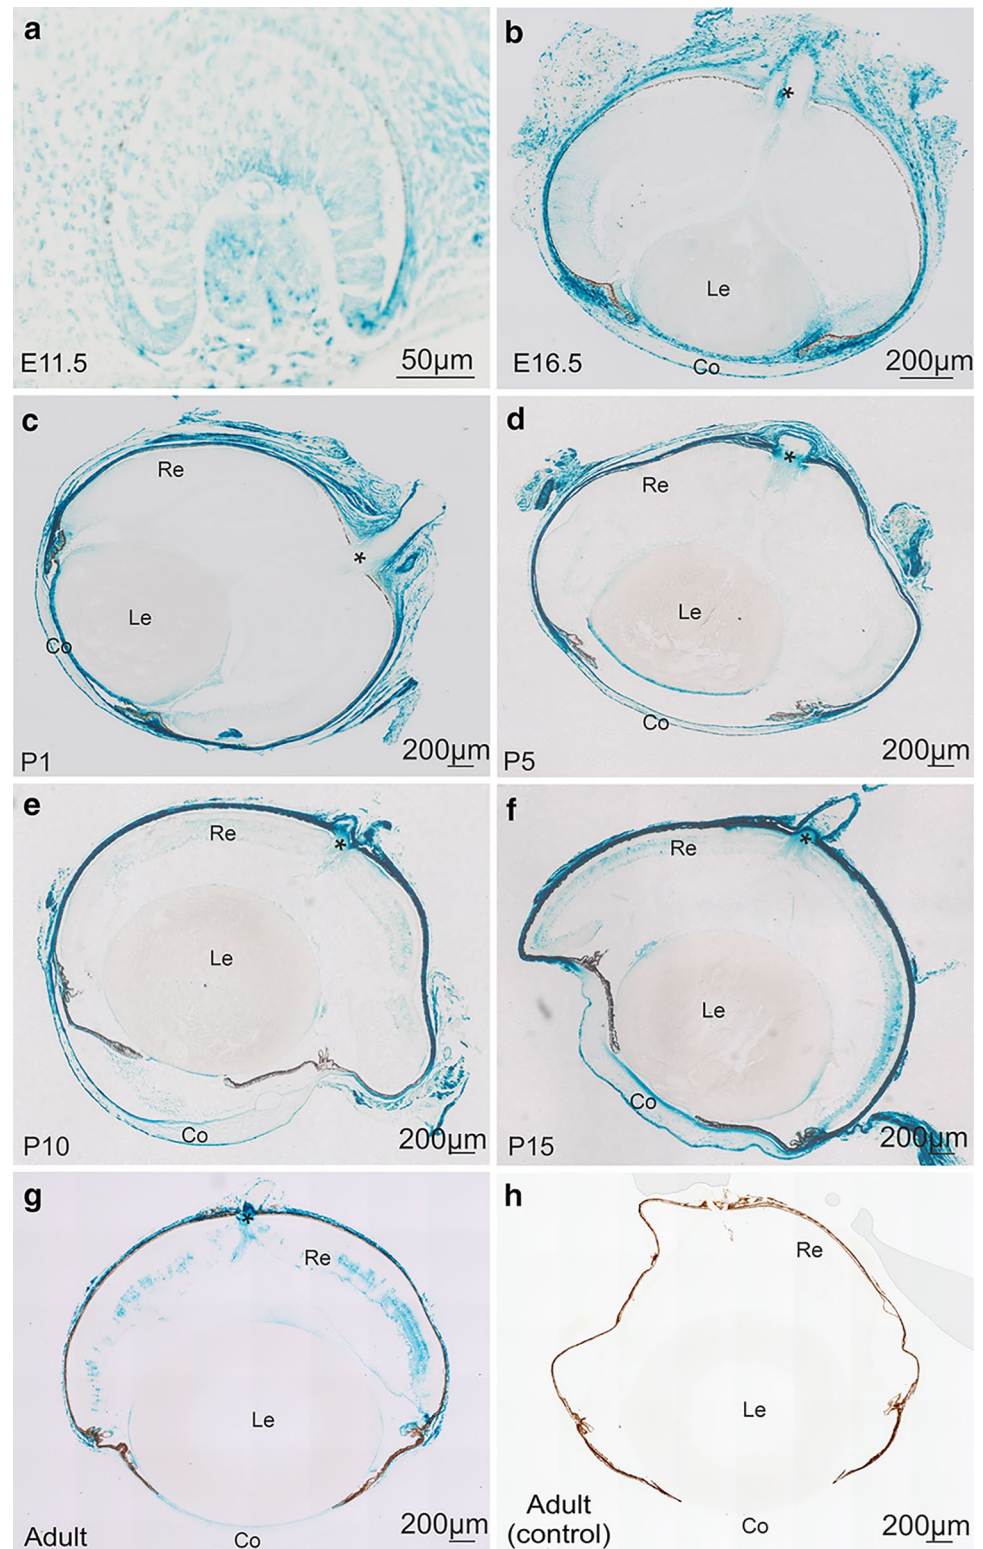 a
E11.5
50µm
b
*
Le
Co
E16.5
200µm
c
Re
*
Le
Co
P1
200µm
d
*
Re
Le
Co
P5
200µm
e
Re
*
Le
Co
P10
200µm
f
*
Re
Le
Co
P15
200µm
g
*
Re
Le
Co
Adult
200µm
h
Re
Le
Co
Adult
(control)
200µm